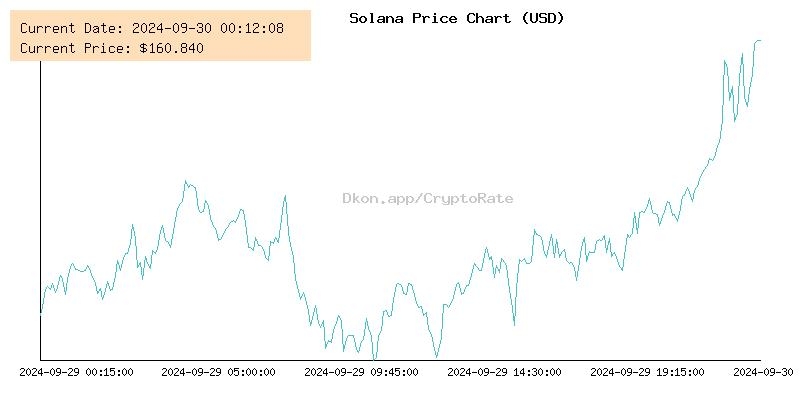 Solana Price Chart (USD)
Current Date: 2024-09-30 00:12:08
Current Price: $160.840
Dkon.app/CryptoRate
2024-09-29 00:15:00 2024-09-29 05:00:00 2024-09-29 09:45:00 2024-09-29 14:30:00 2024-09-29 19:15:00 2024-09-30